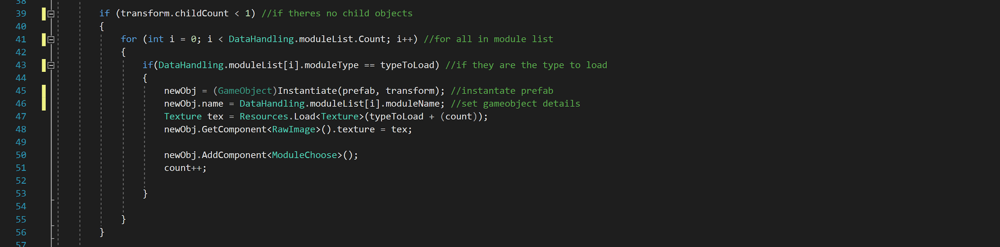 38
39 if (transform.childCount < 1) //if theres no child objects
40 {
41 for (int i = 0; i < DataHandling.moduleList.Count; i++) //for all in module list
42 {
43 if(DataHandling.moduleList[i].moduleType == typeToLoad) //if they are the type to load
44 {
45 newObj = (GameObject)Instantiate(prefab, transform); //instantate prefab
46 newObj.name = DataHandling.moduleList[i].moduleName; //set gameobject details
47 Texture tex = Resources.Load<Texture>(typeToLoad + (count));
48 newObj.GetComponent<RawImage>().texture = tex;
49
50 newObj.AddComponent<ModuleChoose>();
51 count++;
52
53 }
54
55 }
56 }
57